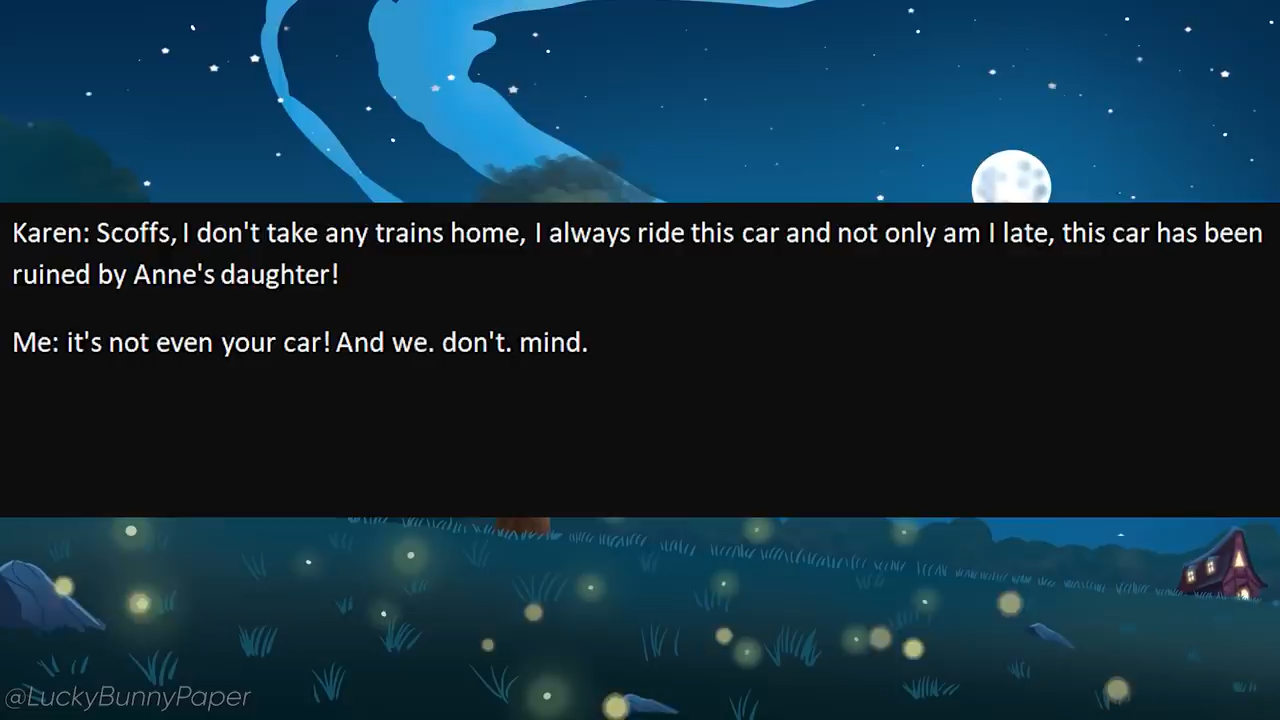 Karen: Scoffs, I don't take any trains home, I always ride this car and not only am I late, this car has been
ruined by Anne's daughter!
Me: it's not even your car! And we. don't. mind.
@LuckyBunnyPaper